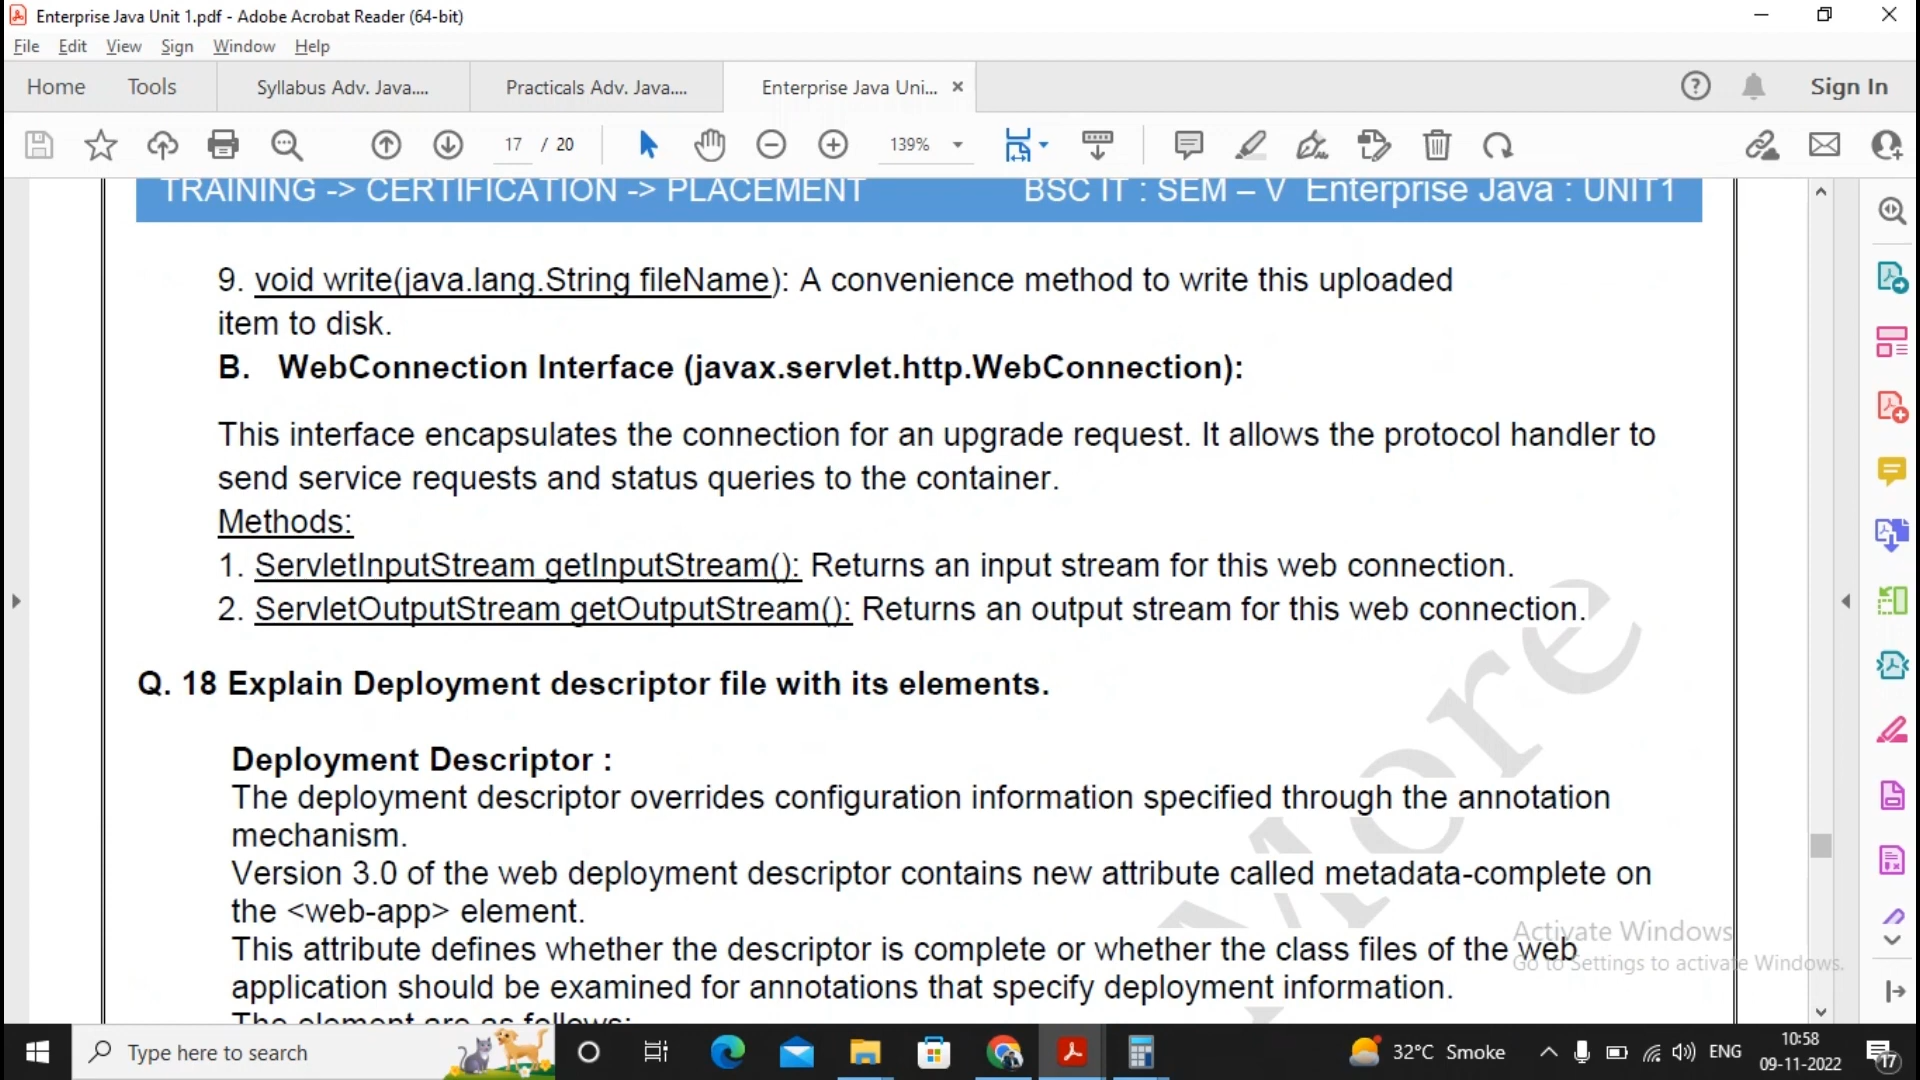 Enterprise Java Unit 1.pdf - Adobe Acrobat Reader (64-bit)
File Edit View Sign Window Help
Home Tools Syllabus Adv. Java.... Practicals Adv. Java.... Enterprise Java Uni... Sign In
17 / 20 139%
TRAINING -> CERTIFICATION -> PLACEMENT BSC IT : SEM – V Enterprise Java : UNIT1
9. void write(java.lang.String fileName): A convenience method to write this uploaded
item to disk.
B. WebConnection Interface (javax.servlet.http.WebConnection):
This interface encapsulates the connection for an upgrade request. It allows the protocol handler to
send service requests and status queries to the container.
Methods:
1. ServletInputStream getInputStream(): Returns an input stream for this web connection.
2. ServletOutputStream getOutputStream(): Returns an output stream for this web connection.
Q. 18 Explain Deployment descriptor file with its elements.
Deployment Descriptor :
The deployment descriptor overrides configuration information specified through the annotation
mechanism.
Version 3.0 of the web deployment descriptor contains new attribute called metadata-complete on
the <web-app> element.
This attribute defines whether the descriptor is complete or whether the class files of the web
application should be examined for annotations that specify deployment information.
The element are as follows:
More
Activate Windows
Go to Settings to activate Windows.
Type here to search
32°C Smoke
ENG
10:58
09-11-2022
17